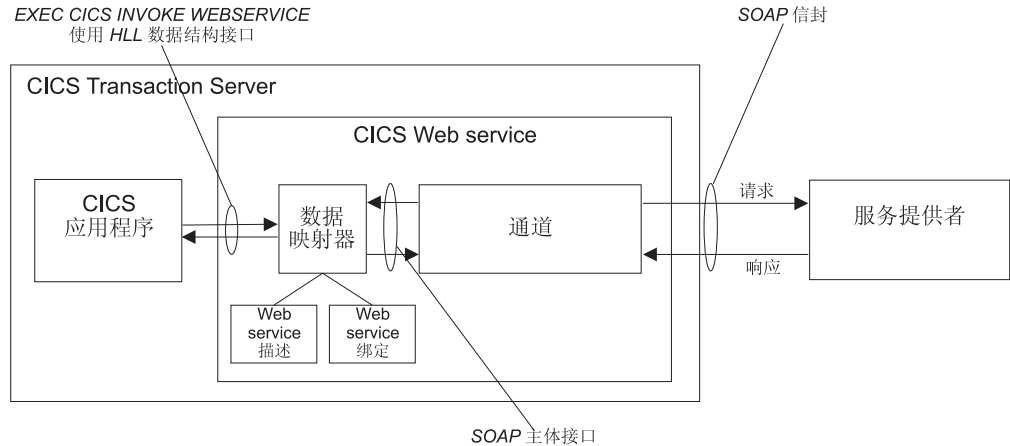 EXEC CICS INVOKE WEBSERVICE
使用 HLL 数据结构接口
SOAP 信封
CICS Transaction Server
CICS Web service
CICS
应用程序
数据
映射器
通道
请求
响应
服务提供者
Web
service
描述
Web
service
绑定
SOAP 主体接口